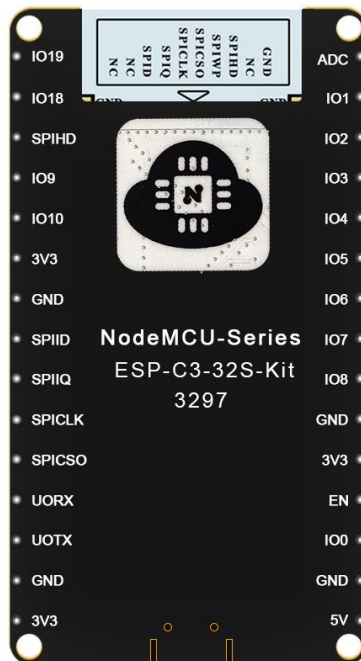 NC
NC
SPID
SPIQ
SPICLK
SPICSO
SPIWP
SPIHD
NC
GND
GND
GND
IO19
IO18
SPIHD
IO9
IO10
3V3
GND
SPIID
SPIIQ
SPICLK
SPICSO
UORX
UOTX
GND
3V3
NodeMCU-Series
ESP-C3-32S-Kit
3297
ADC
IO1
IO2
IO3
IO4
IO5
IO6
IO7
IO8
GND
3V3
EN
IO0
GND
5V